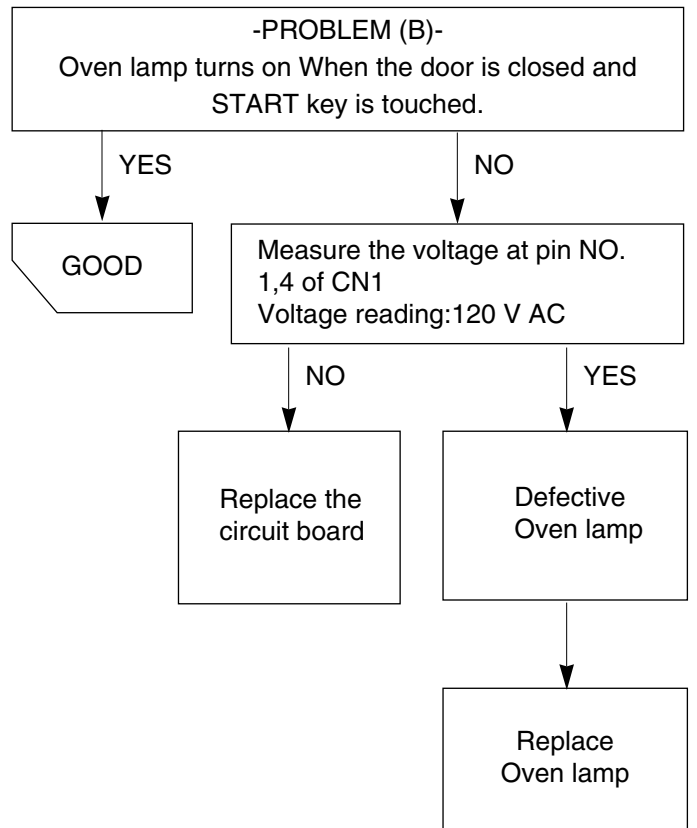 -PROBLEM (B)-
Oven lamp turns on When the door is closed and
START key is touched.
YES
NO
GOOD
Measure the voltage at pin NO.
1,4 of CN1
Voltage reading:120 V AC
NO
YES
Replace the
circuit board
Defective
Oven lamp
Replace
Oven lamp